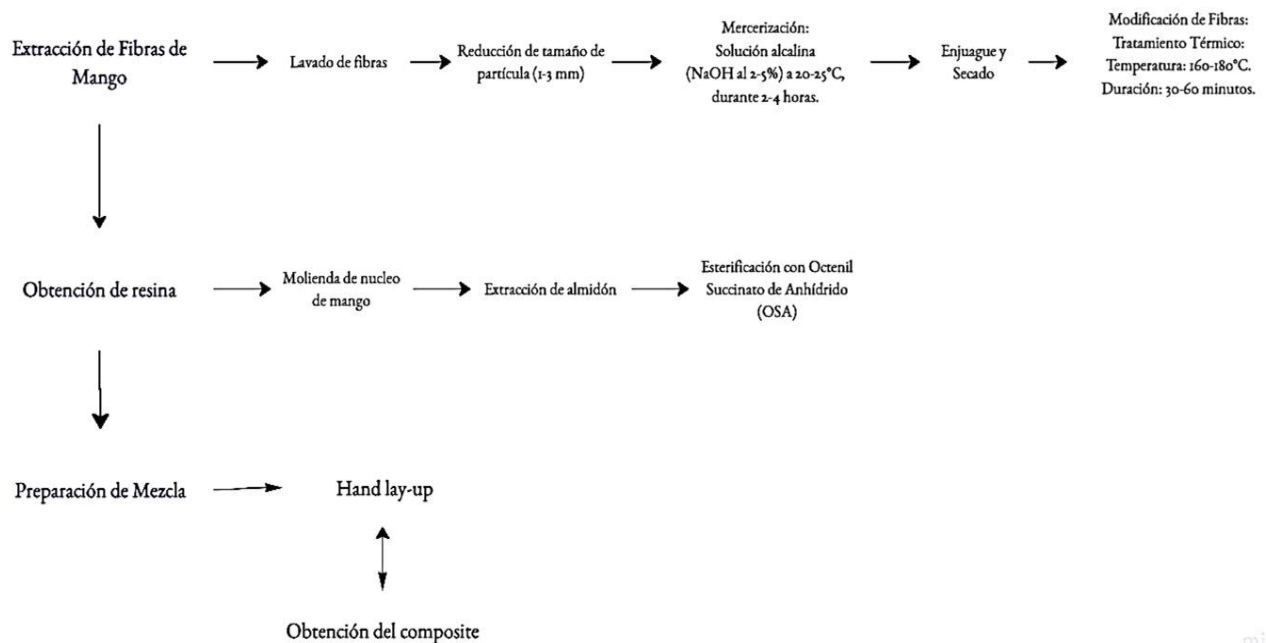 Extracción de Fibras de
Mango
Lavado de fibras
Reducción de tamaño de
partícula (1-3 mm)
Mercerización:
Solución alcalina
(NaOH al 2-5%) a 20-25°C,
durante 2-4 horas.
Enjuague y
Secado
Modificación de Fibras:
Tratamiento Térmico:
Temperatura: 160-180°C.
Duración: 30-60 minutos.
Obtención de resina
Molienda de nucleo
de mango
Extracción de almidón
Esterificación con Octenil
Succinato de Anhídrido
(OSA)
Preparación de Mezcla
Hand lay-up
Obtención del composite